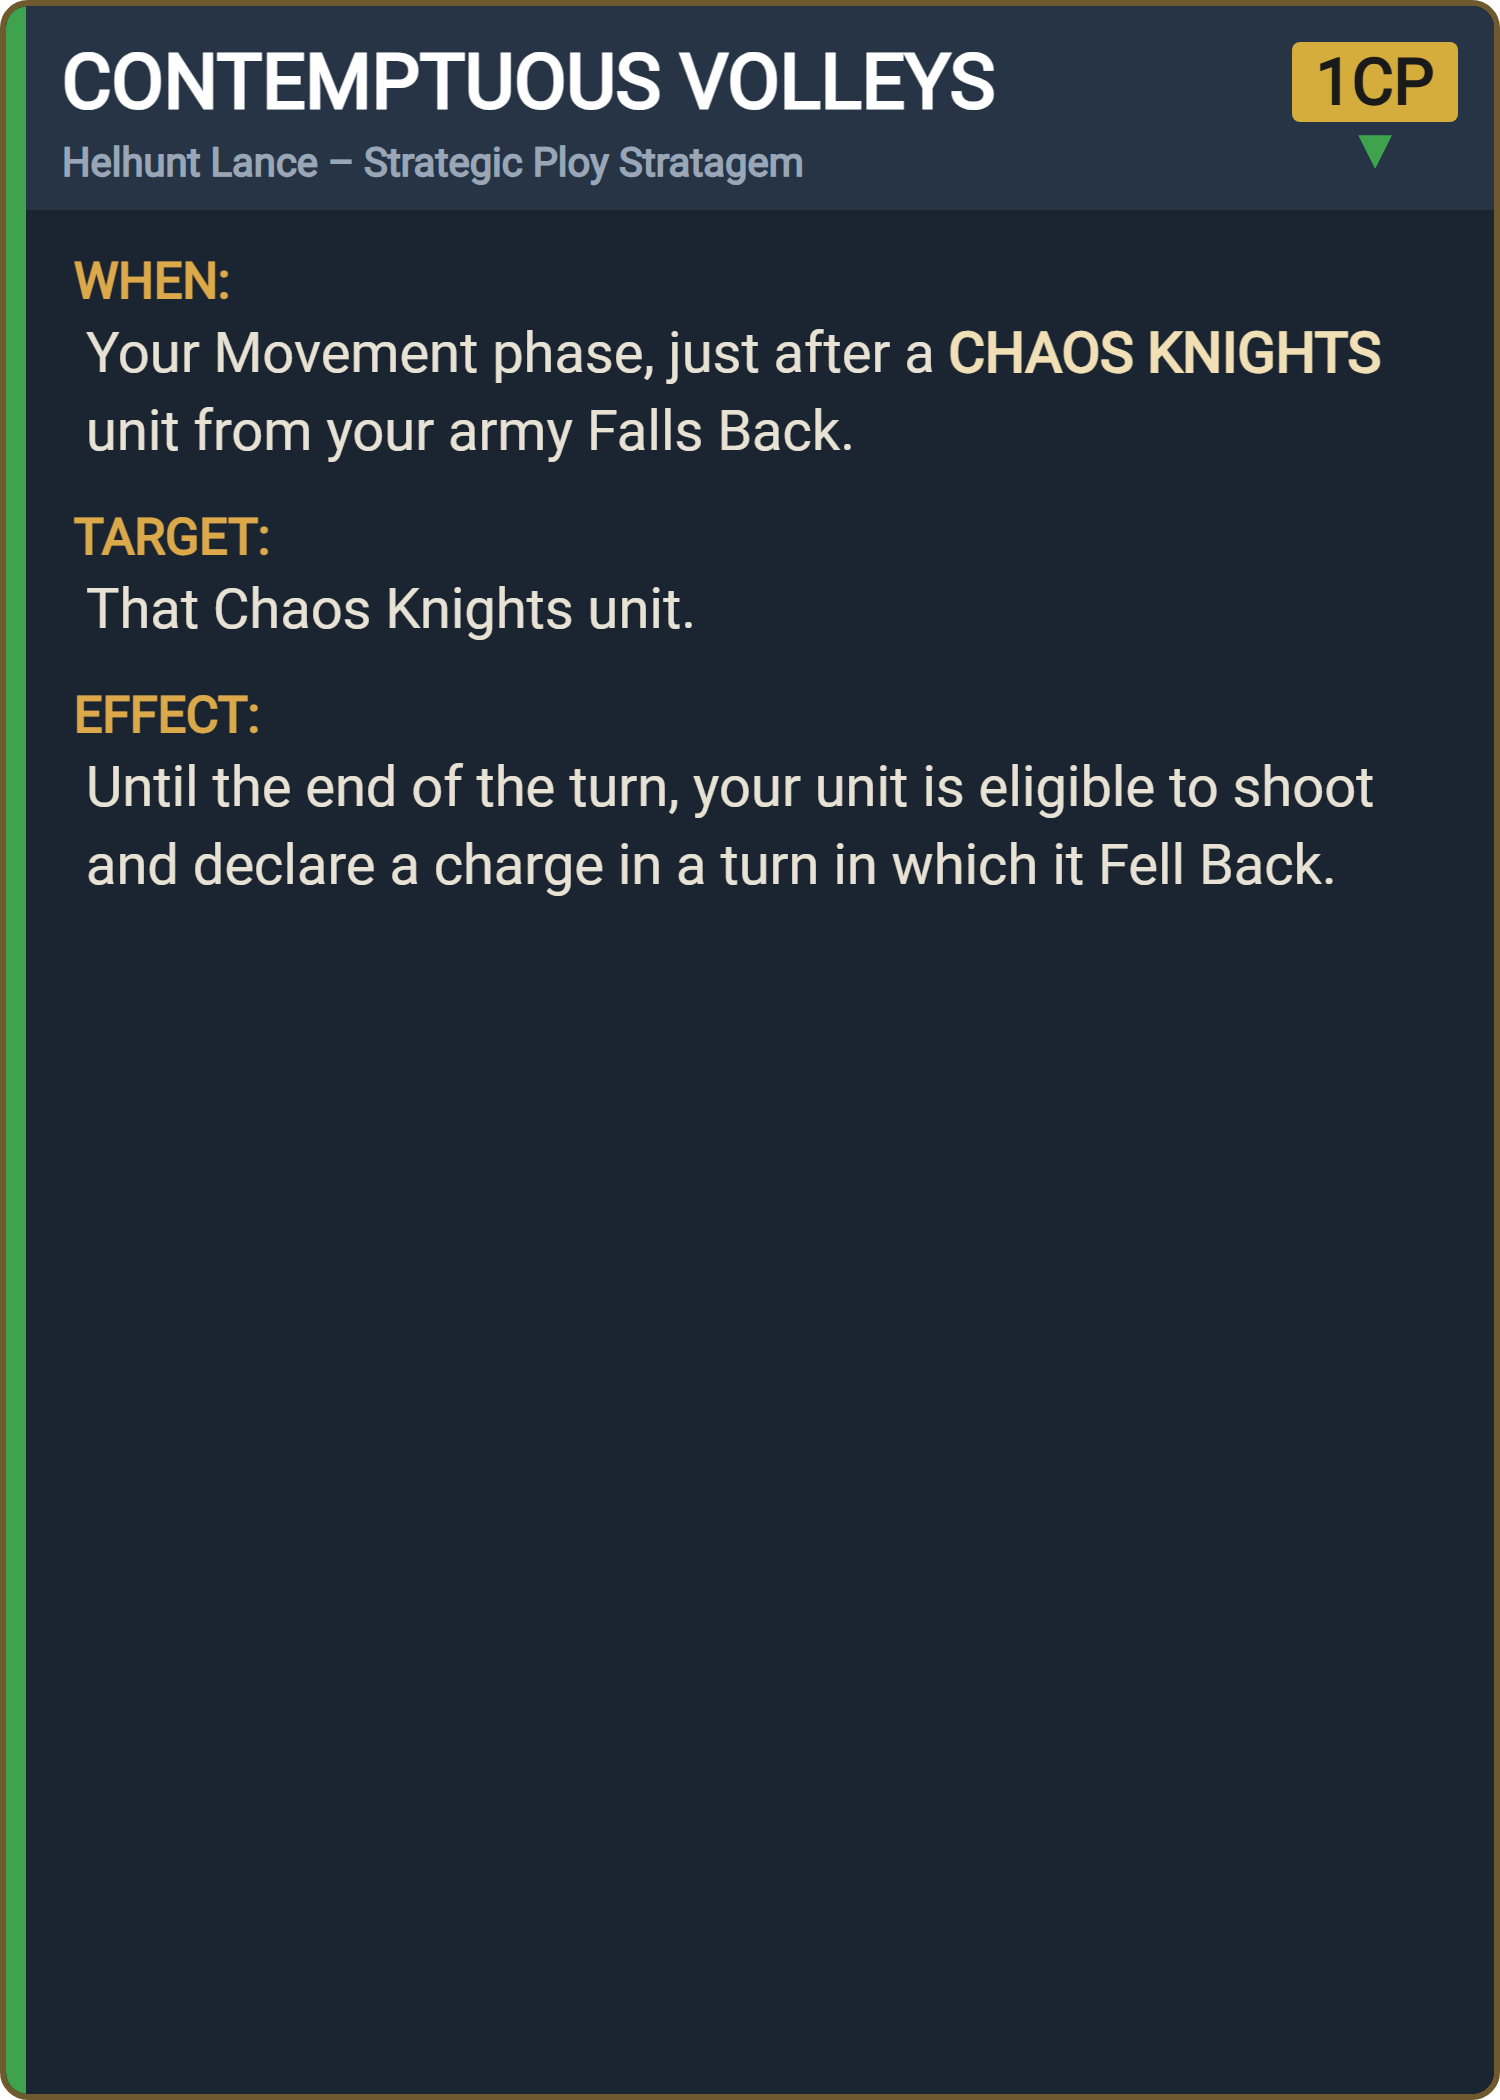 CONTEMPTUOUS VOLLEYS
1CP
Helhunt Lance – Strategic Ploy Stratagem
WHEN:
Your Movement phase, just after a CHAOS KNIGHTS
unit from your army Falls Back.
TARGET:
That Chaos Knights unit.
EFFECT:
Until the end of the turn, your unit is eligible to shoot
and declare a charge in a turn in which it Fell Back.